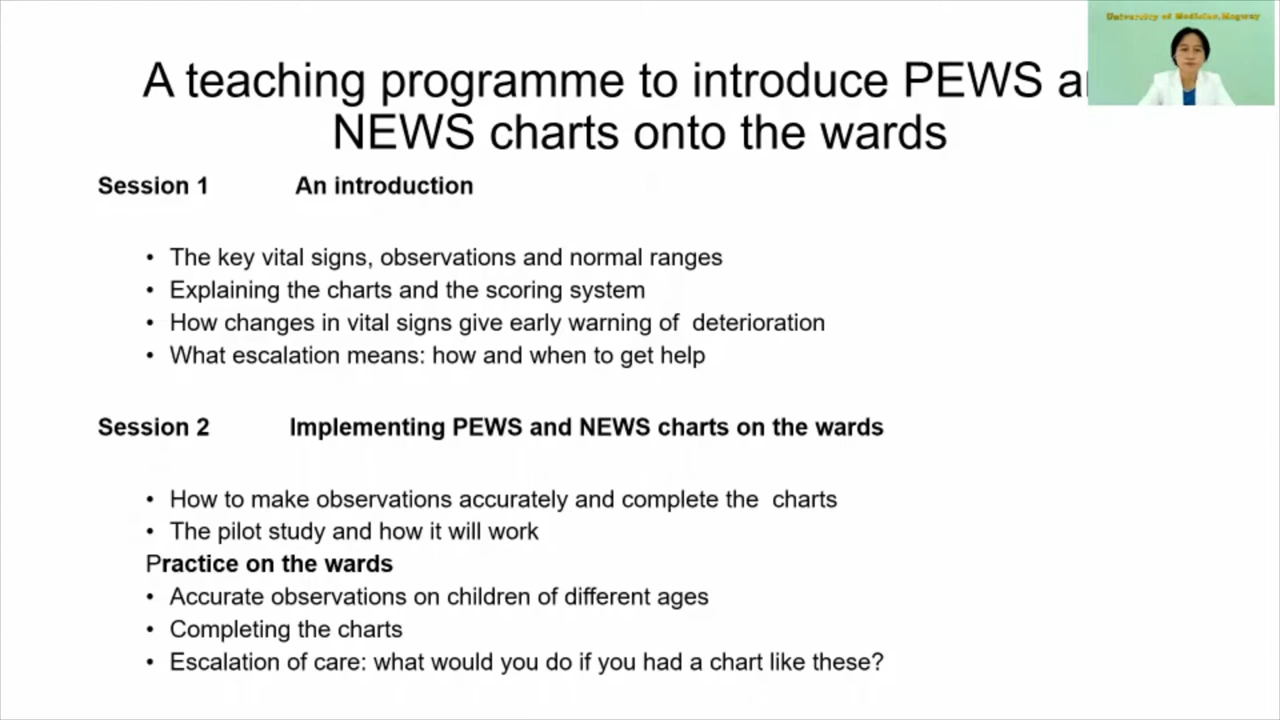 University of Medicine, Magway
A teaching programme to introduce PEWS
NEWS charts onto the wards
Session 1 An introduction
• The key vital signs, observations and normal ranges
• Explaining the charts and the scoring system
• How changes in vital signs give early warning of deterioration
• What escalation means: how and when to get help
Session 2 Implementing PEWS and NEWS charts on the wards
• How to make observations accurately and complete the charts
• The pilot study and how it will work
Practice on the wards
• Accurate observations on children of different ages
• Completing the charts
• Escalation of care: what would you do if you had a chart like these?